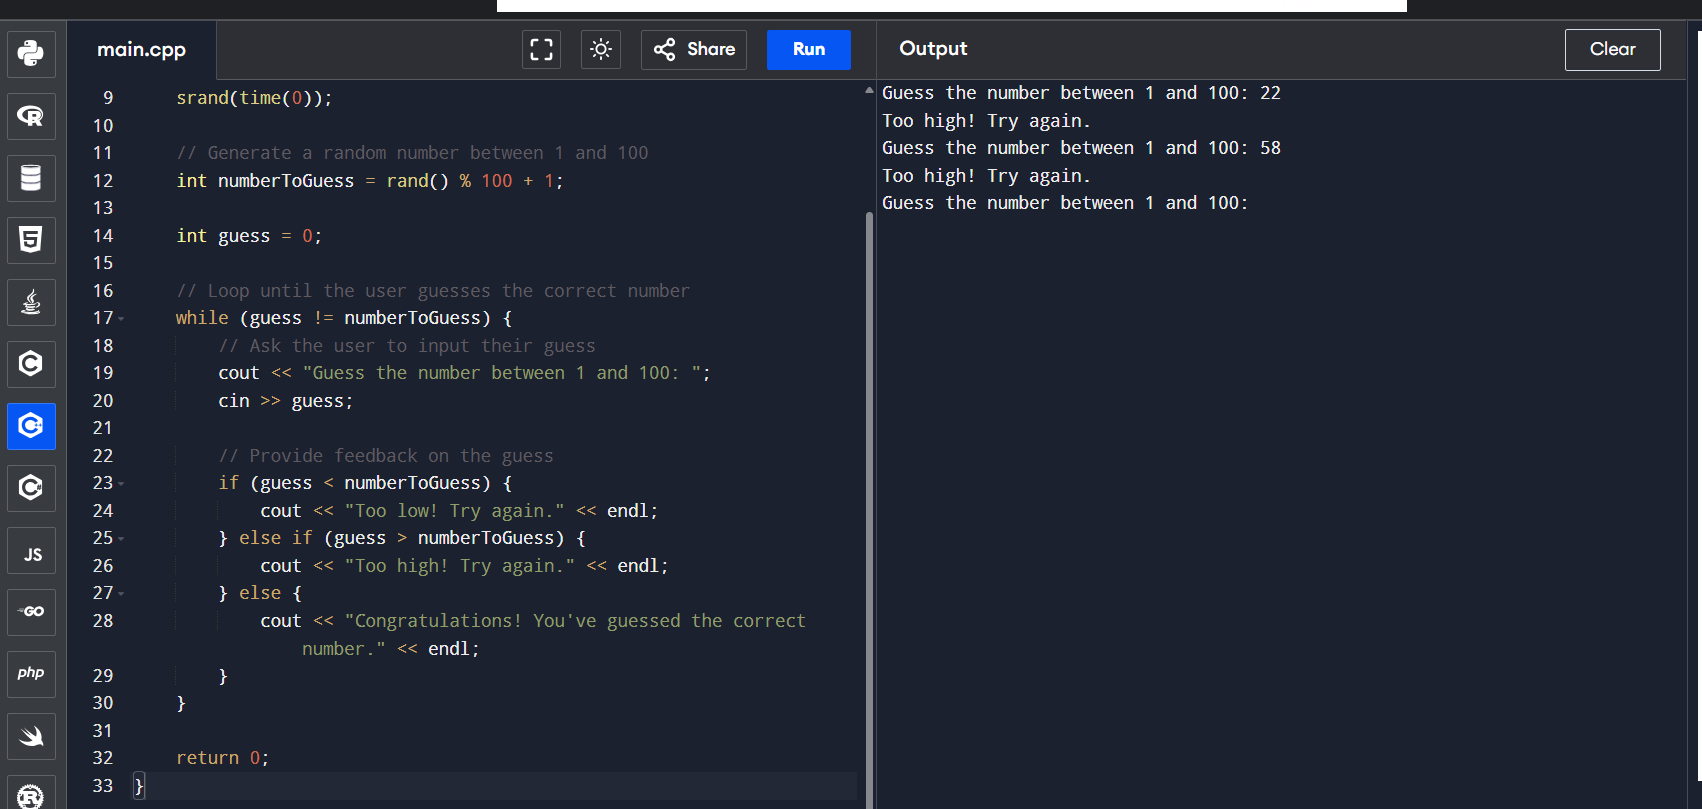 main.cpp
Share
Run
Output
Clear
9 srand(time(0));
10
11 // Generate a random number between 1 and 100
12 int numberToGuess = rand() % 100 + 1;
13
14 int guess = 0;
15
16 // Loop until the user guesses the correct number
17 while (guess != numberToGuess) {
18 // Ask the user to input their guess
19 cout << "Guess the number between 1 and 100: ";
20 cin >> guess;
21
22 // Provide feedback on the guess
23 if (guess < numberToGuess) {
24 cout << "Too low! Try again." << endl;
25 } else if (guess > numberToGuess) {
26 cout << "Too high! Try again." << endl;
27 } else {
28 cout << "Congratulations! You've guessed the correct
number." << endl;
29 }
30 }
31
32 return 0;
33 }
Guess the number between 1 and 100: 22
Too high! Try again.
Guess the number between 1 and 100: 58
Too high! Try again.
Guess the number between 1 and 100:
R
5
C
C
C
JS
GO
php
R